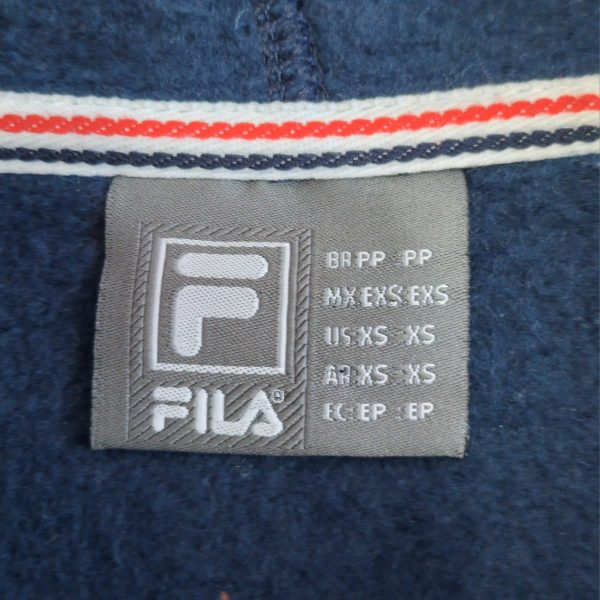 F
FILA®
BR:PP :PP
MX:EXS:EXS
US:XS :XS
AR:XS :XS
EC:EP :EP